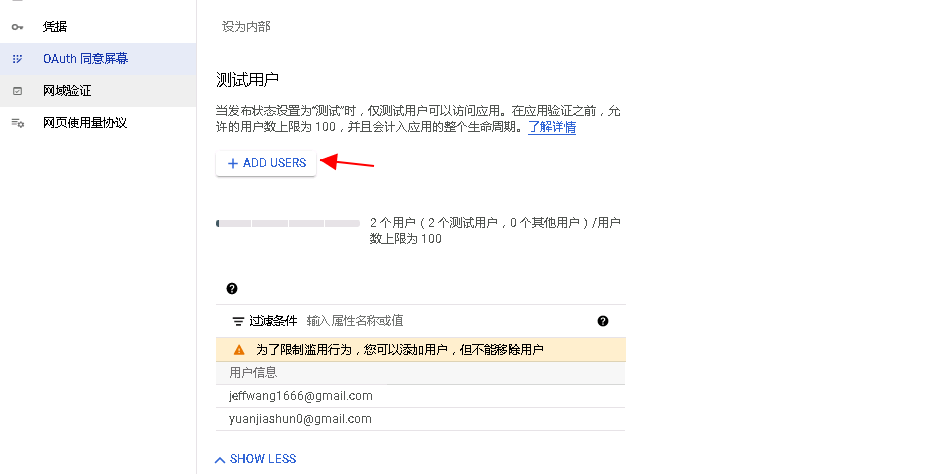 凭据
设为内部
OAuth 同意屏幕
测试用户
网域验证
当发布状态设置为“测试”时，仅测试用户可以访问应用。在应用验证之前，允
许的用户数上限为 100，并且会计入应用的整个生命周期。了解详情
网页使用量协议
+ ADD USERS
2 个用户（2 个测试用户，0 个其他用户）/用户
数上限为 100
过滤条件 输入属性名称或值
为了限制滥用行为，您可以添加用户，但不能移除用户
用户信息
jeffwang1666@gmail.com
yuanjiashun0@gmail.com
SHOW LESS